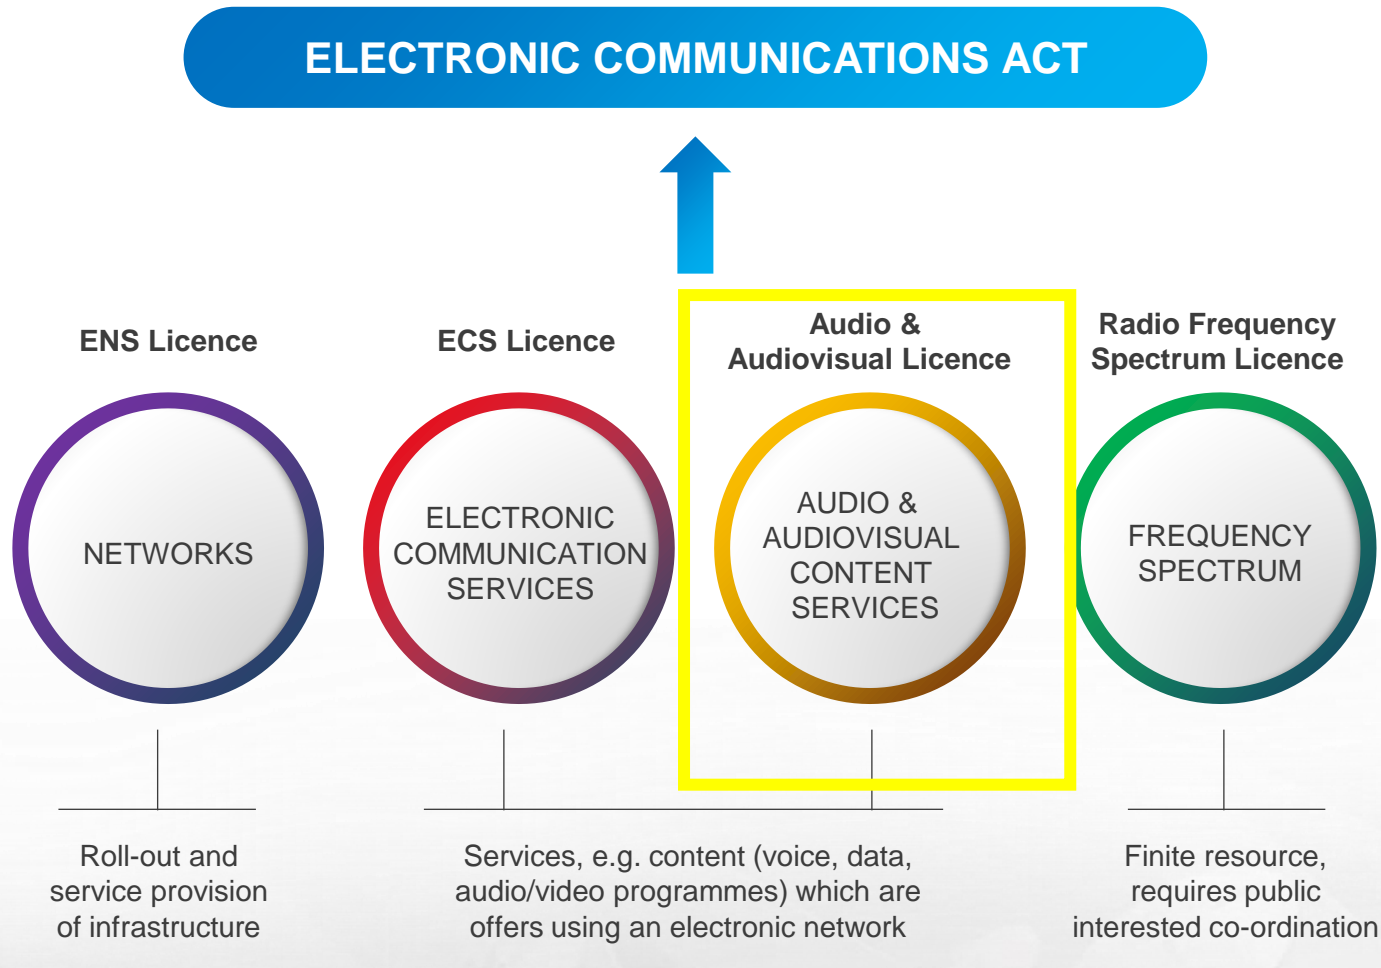 ELECTRONIC COMMUNICATIONS ACT
ENS Licence
ECS Licence
Audio &
Audiovisual Licence
Radio Frequency
Spectrum Licence
NETWORKS
ELECTRONIC
COMMUNICATION
SERVICES
AUDIO &
AUDIOVISUAL
CONTENT
SERVICES
FREQUENCY
SPECTRUM
Roll-out and
service provision
of infrastructure
Services, e.g. content (voice, data,
audio/video programmes) which are
offers using an electronic network
Finite resource,
requires public
interested co-ordination